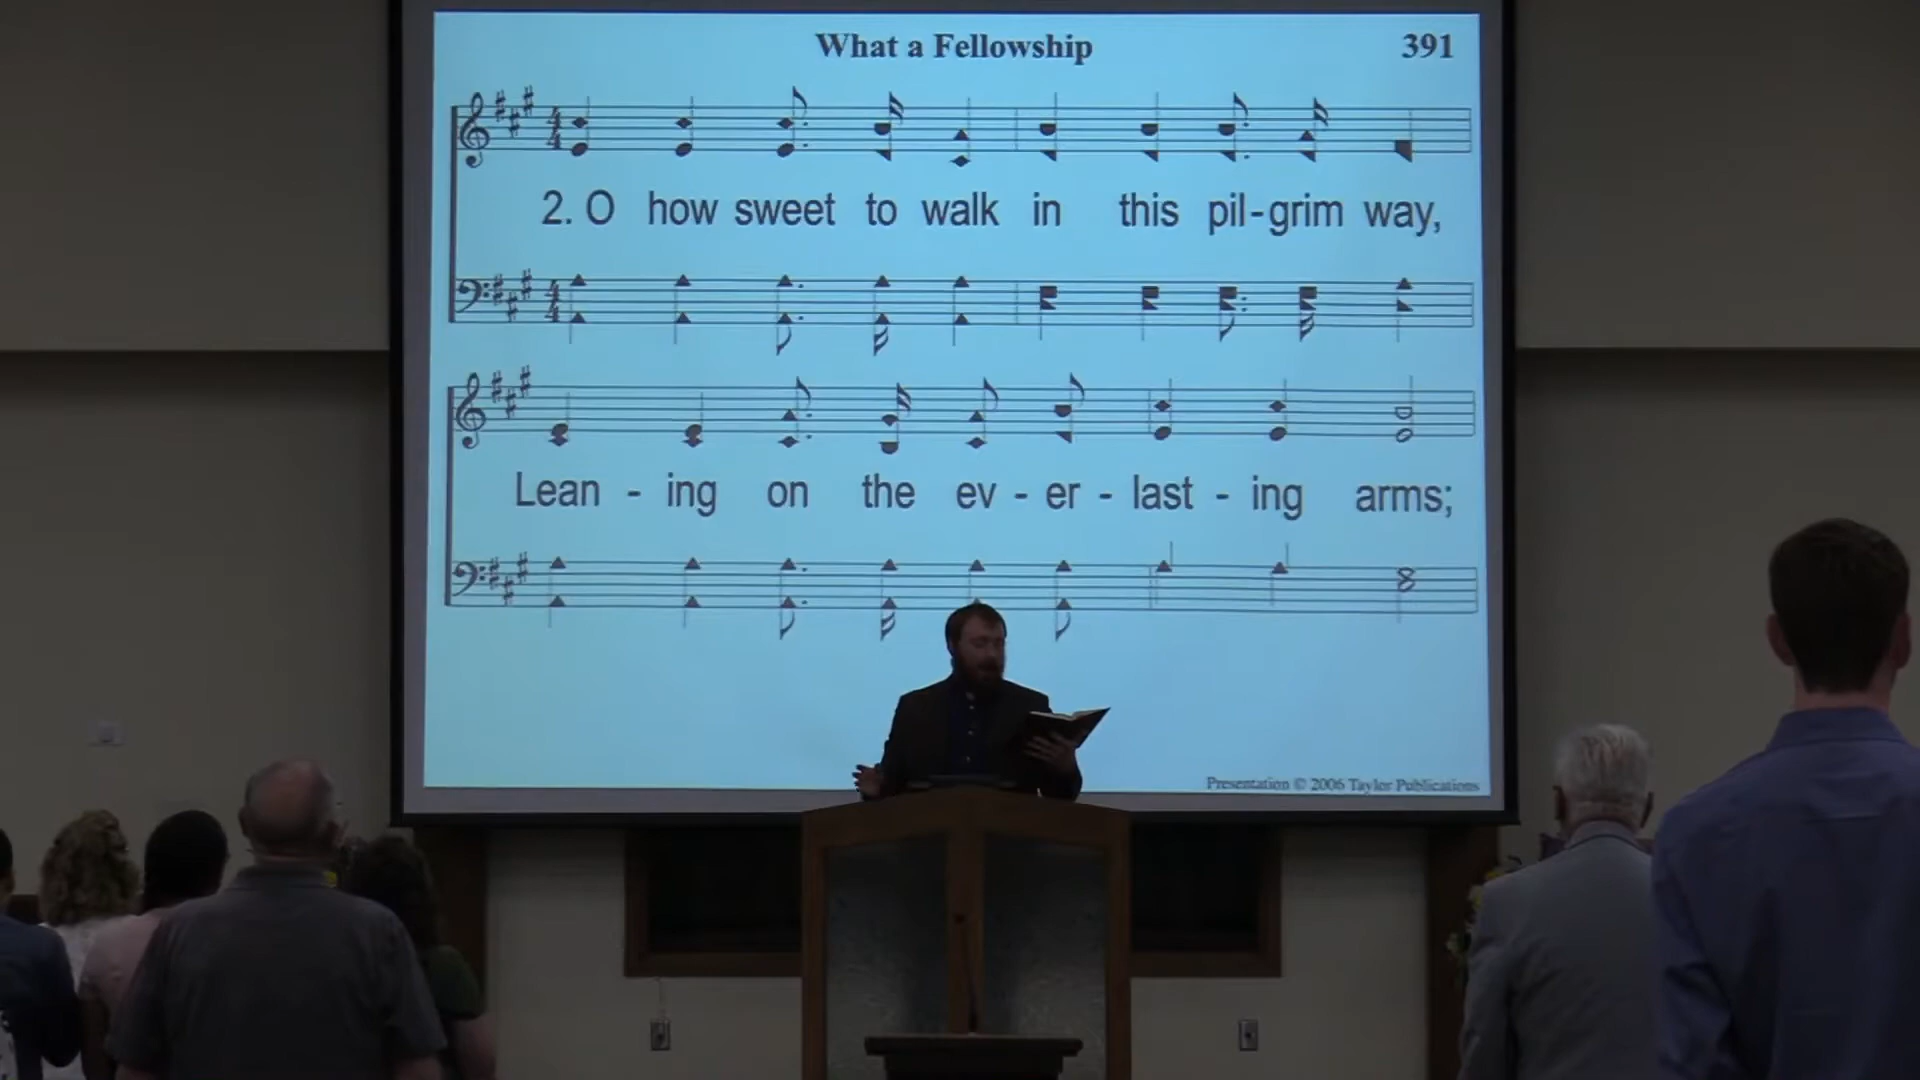 What a Fellowship 391
2. O how sweet to walk in this pil-grim way,
Lean - ing on the ev - er - last - ing arms;
Presentation © 2006 Taylor Publications